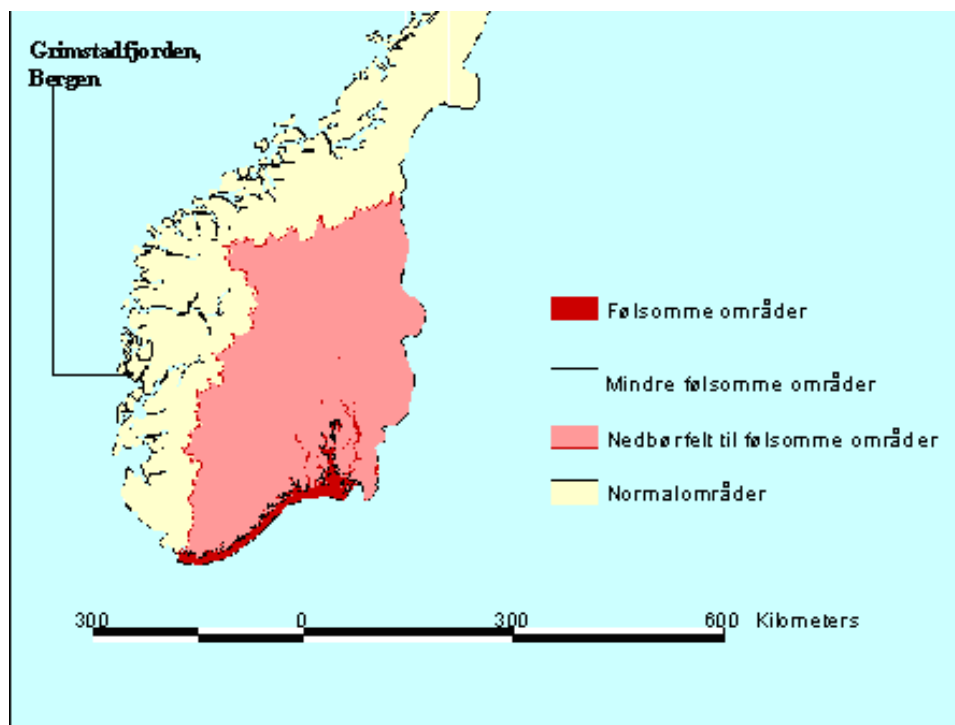 Grimstadfjorden,
Bergen
Følsomme områder
Mindre følsomme områder
Nedbørfelt til følsomme områder
Normalområder
300 0 300 600 Kilometers